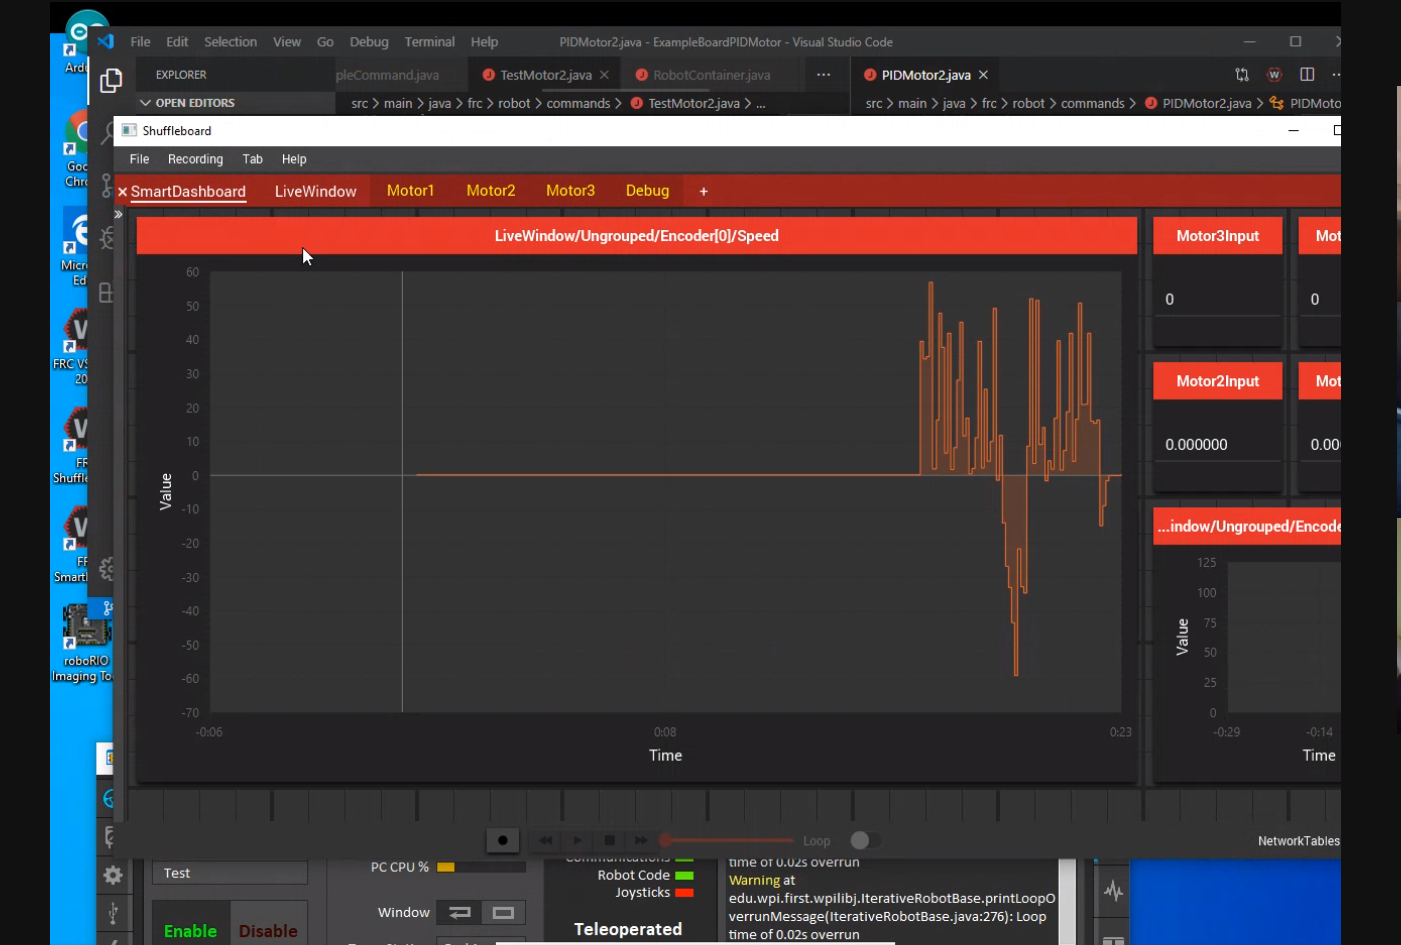 File Edit Selection View Go Debug Terminal Help PIDMotor2.java - ExampleBoardPIDMotor - Visual Studio Code
EXPLORER pleCommand.java TestMotor2.java RobotContainer.java ... PIDMotor2.java
OPEN EDITORS src > main > java > frc > robot > commands > TestMotor2.java > ... src > main > java > frc > robot > commands > PIDMotor2.java > PIDMoto
Shuffleboard
File Recording Tab Help
SmartDashboard LiveWindow Motor1 Motor2 Motor3 Debug +
LiveWindow/Ungrouped/Encoder[0]/Speed
60
50
40
30
20
10
0
-10
-20
-30
-40
-50
-60
-70
Value
-0:06 0:08 0:23
Time
Motor3Input Mot
0 0
Motor2Input Mot
0.000000 0.00
...indow/Ungrouped/Encode
125
100
75
50
25
0
Value
-0:29 -0:14
Time
Loop
NetworkTables
Ardu
Goo
Chro
Micr
Ed
FRC VS
20
FR
Shuffle
FR
Smart
roboRIO
Imaging To
Test
Enable Disable
PC CPU %
Window
Communications
Robot Code
Joysticks
Teleoperated
time of 0.02s overrun
Warning at
edu.wpi.first.wpilibj.IterativeRobotBase.printLoopO
verrunMessage(IterativeRobotBase.java:276): Loop
time of 0.02s overrun